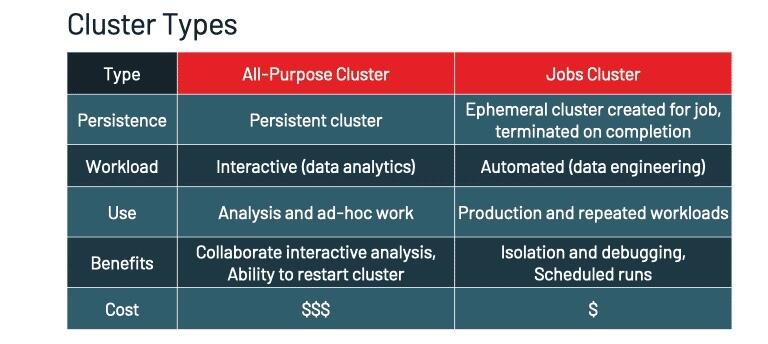 Cluster Types
Type
All-Purpose Cluster
Jobs Cluster
Persistence
Persistent cluster
Ephemeral cluster created for job,
terminated on completion
Workload
Interactive (data analytics)
Automated (data engineering)
Use
Analysis and ad-hoc work
Production and repeated workloads
Benefits
Collaborate interactive analysis,
Ability to restart cluster
Isolation and debugging,
Scheduled runs
Cost
$$$
$